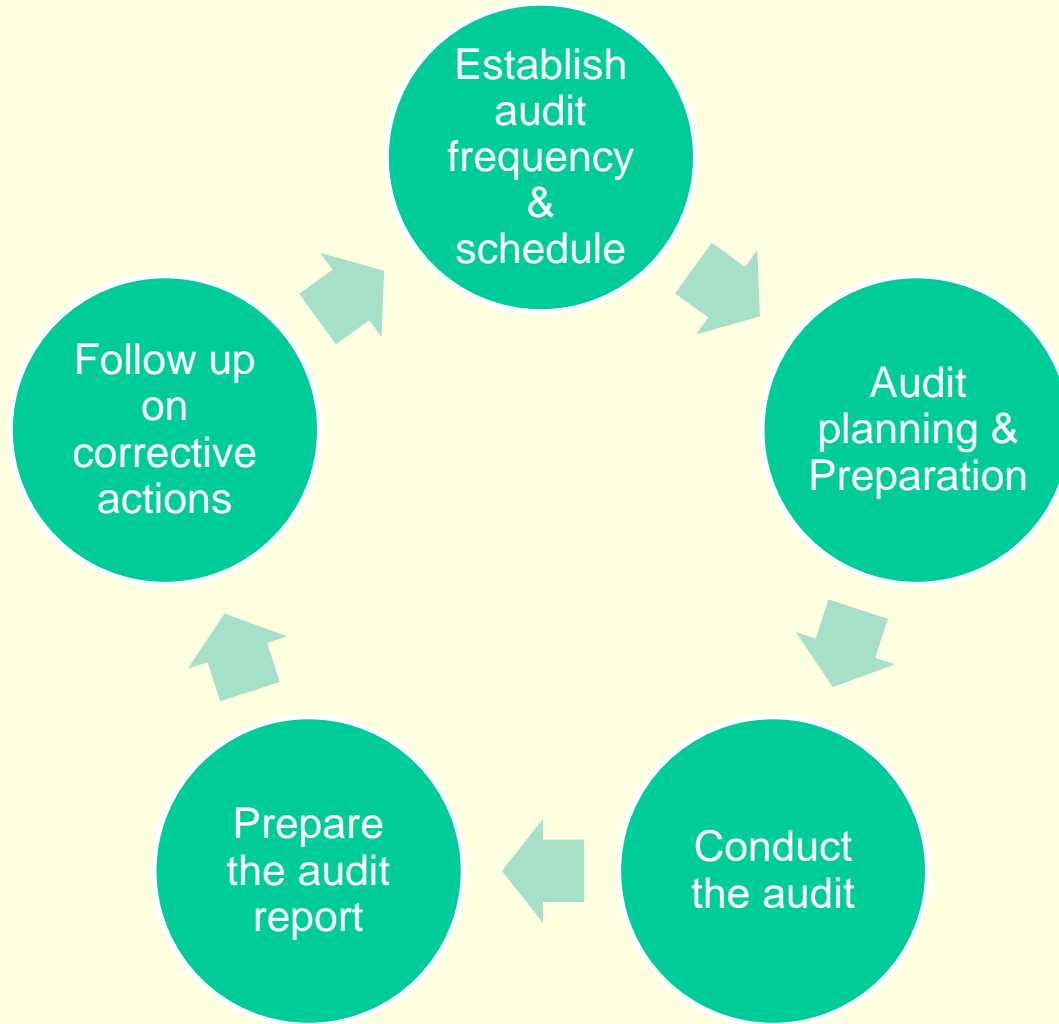 Establish
audit
frequency
&
schedule
Audit
planning &
Preparation
Conduct
the audit
Prepare
the audit
report
Follow up
on
corrective
actions